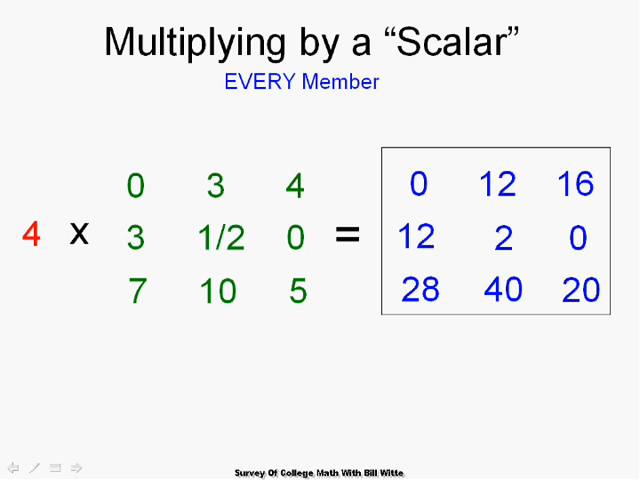 Multiplying by a “Scalar”
EVERY Member
0 3 4 0 12 16
4 x 3 1/2 0 = 12 2 0
7 10 5 28 40 20
Survey Of College Math With Bill Witte